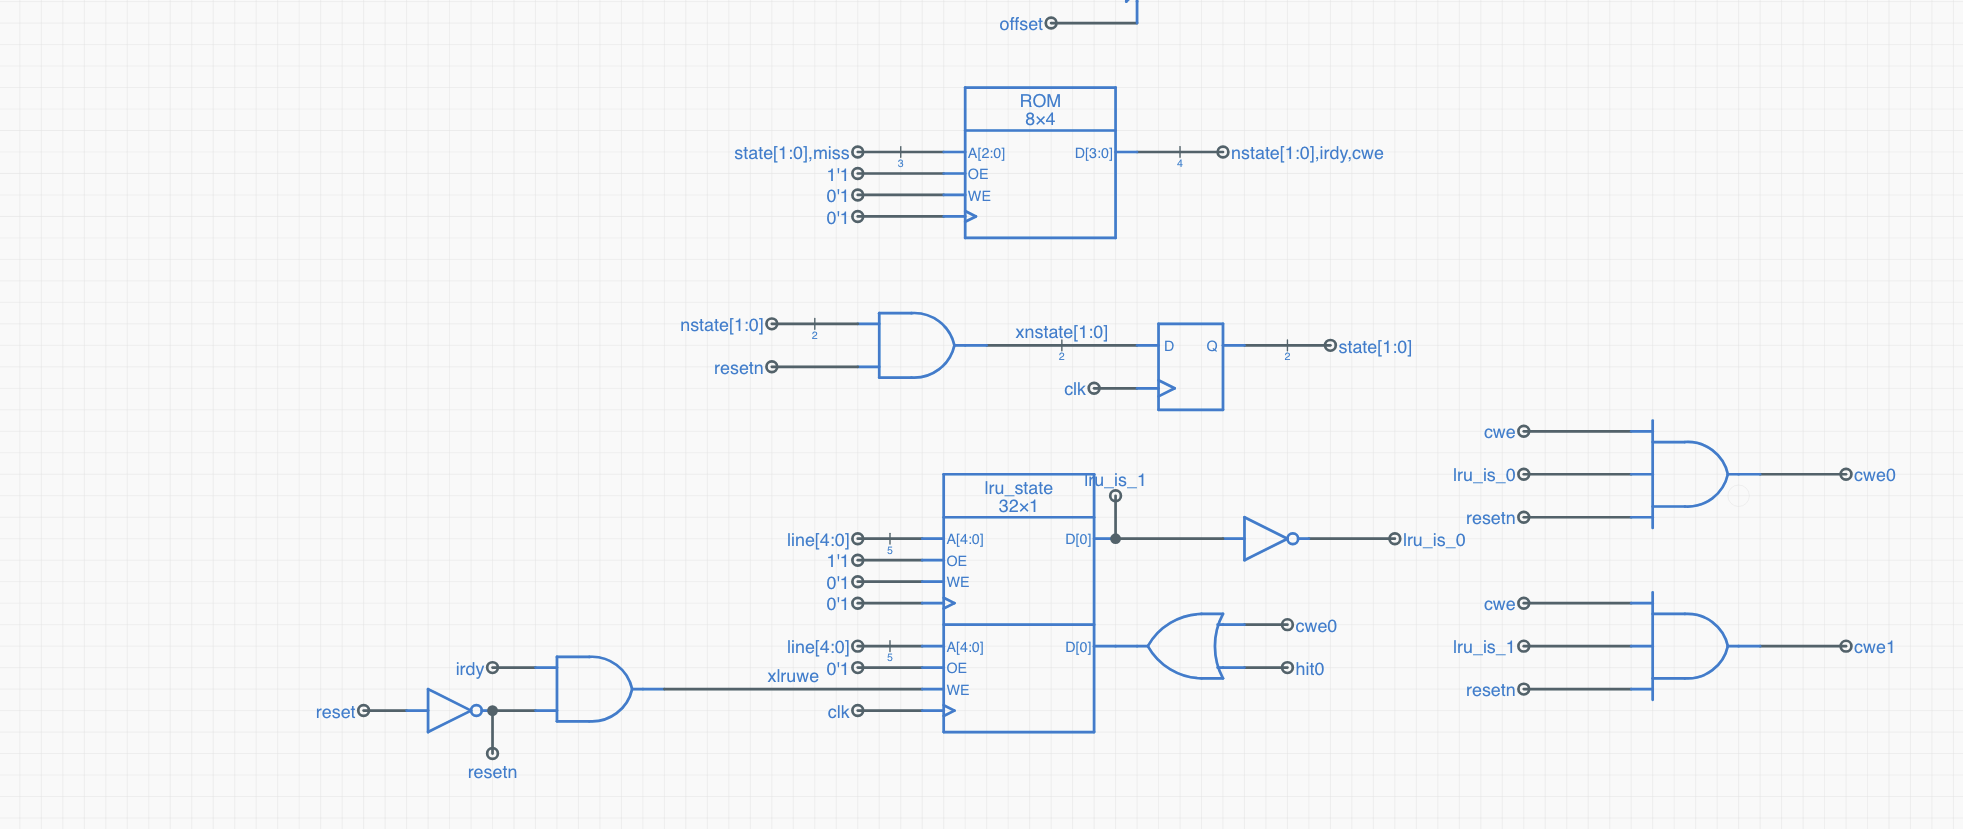 offset
ROM
8×4
state[1:0],miss
3
A[2:0]
D[3:0]
4
nstate[1:0],irdy,cwe
1'1
OE
0'1
WE
0'1
nstate[1:0]
2
resetn
xnstate[1:0]
2
D
Q
clk
2
state[1:0]
cwe
lru_is_0
resetn
cwe0
lru_state
32×1
lru_is_1
line[4:0]
5
A[4:0]
D[0]
lru_is_0
1'1
OE
0'1
WE
0'1
line[4:0]
5
A[4:0]
D[0]
0'1
OE
xlruwe
WE
clk
cwe0
hit0
cwe
lru_is_1
resetn
cwe1
irdy
reset
resetn